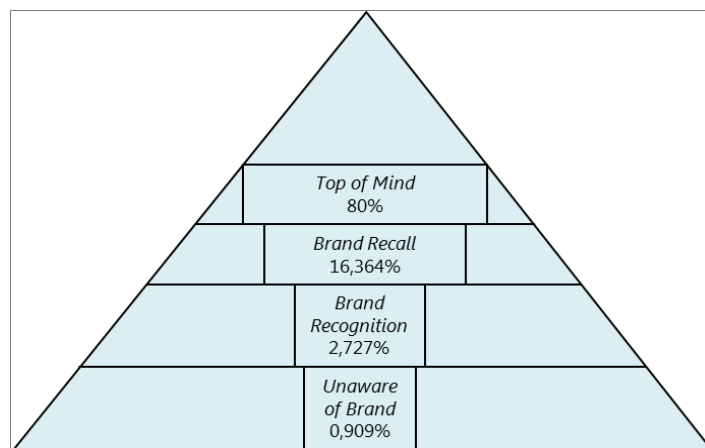 Top of Mind
80%
Brand Recall
16,364%
Brand
Recognition
2,727%
Unaware
of Brand
0,909%